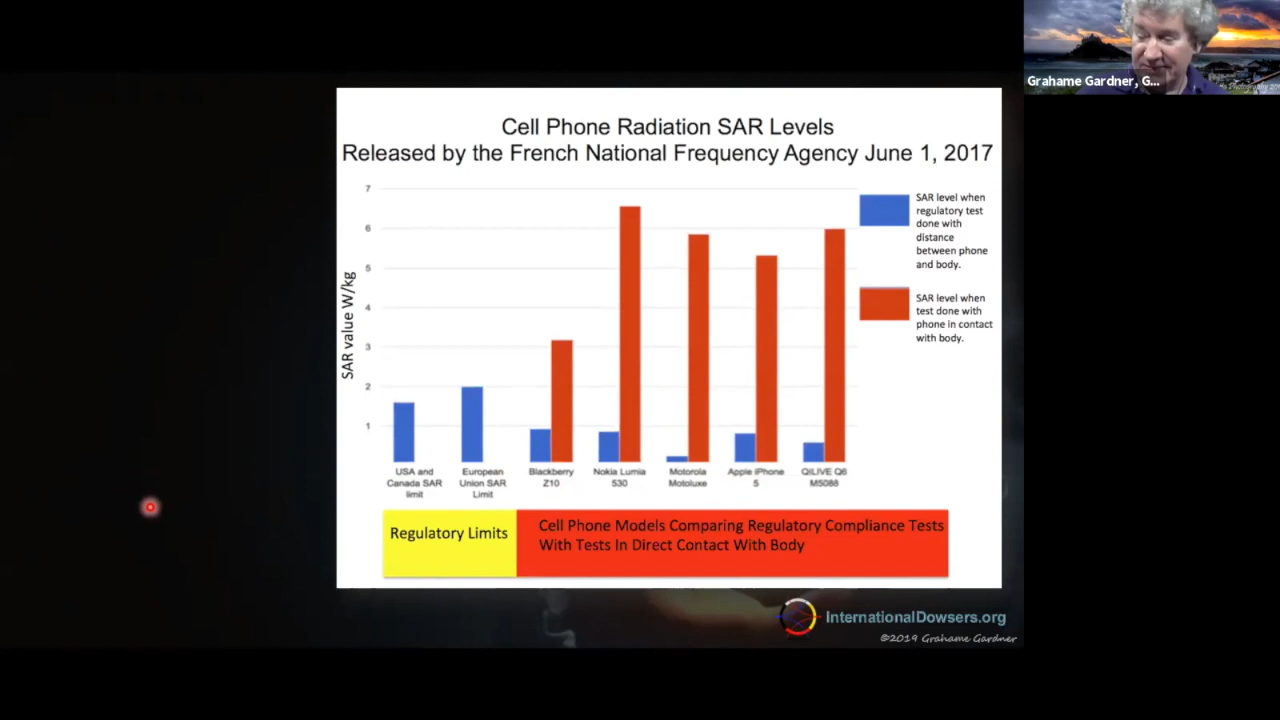 Grahame Gardner, G...
Cell Phone Radiation SAR Levels
Released by the French National Frequency Agency June 1, 2017
SAR value W/kg
7
6
5
4
3
2
1
SAR level when
regulatory test
done with
distance
between phone
and body.
SAR level when
test done with
phone in contact
with body.
USA and
Canada SAR
limit
European
Union SAR
Limit
Blackberry
Z10
Nokia Lumia
530
Motorola
Motoluxe
Apple iPhone
5
QILIVE Q6
M5088
Regulatory Limits
Cell Phone Models Comparing Regulatory Compliance Tests
With Tests In Direct Contact With Body
InternationalDowsers.org
©2019 Grahame Gardner